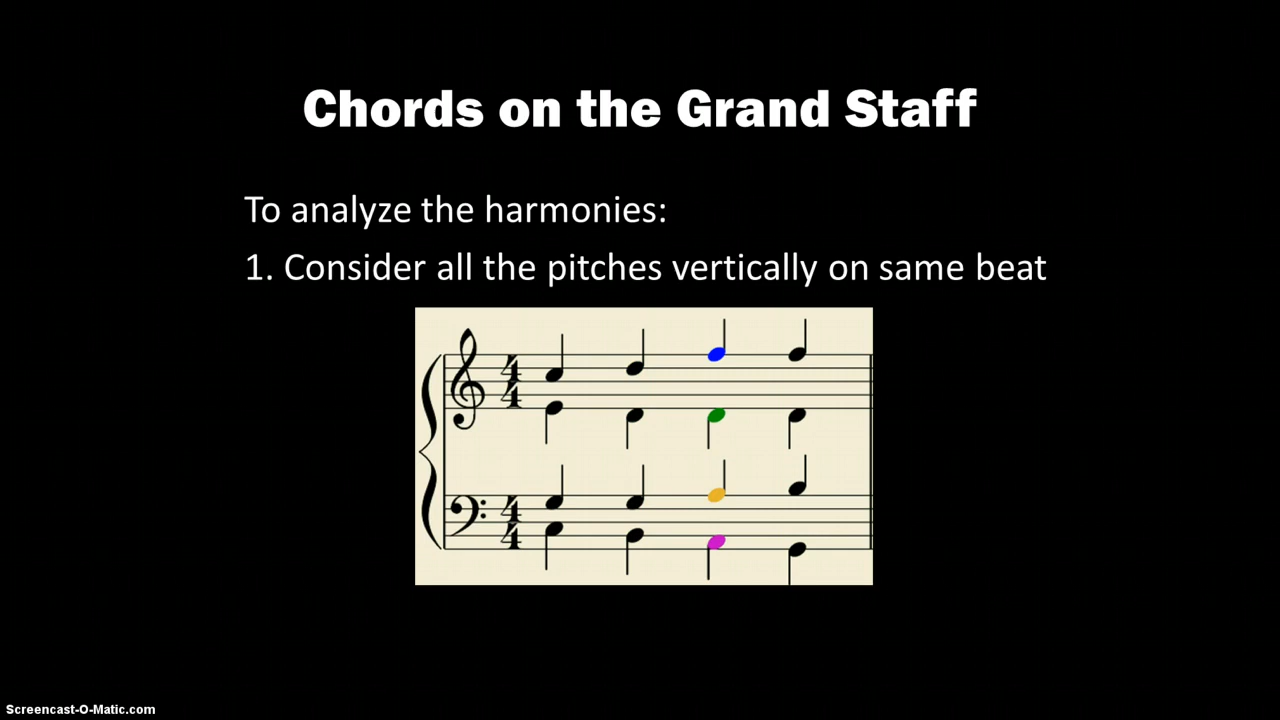 Chords on the Grand Staff
To analyze the harmonies:
1. Consider all the pitches vertically on same beat
4
4
4
4
Screencast-O-Matic.com